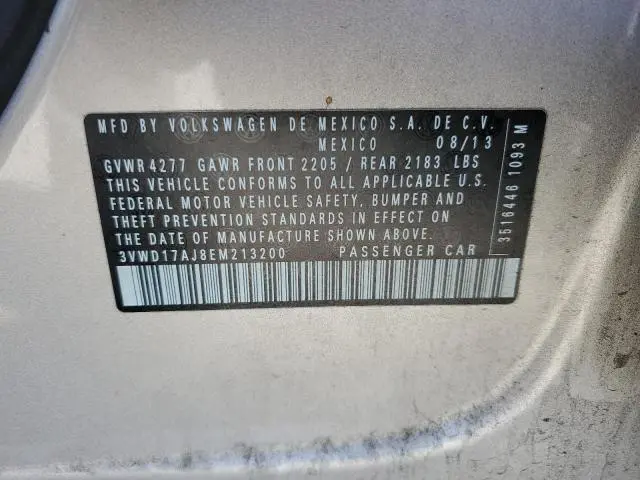 MFD BY VOLKSWAGEN DE MEXICO S.A. DE C.V.
MEXICO 08/13
GVWR 4277 GAWR FRONT 2205 / REAR 2183 LBS
THIS VEHICLE CONFORMS TO ALL APPLICABLE U.S.
FEDERAL MOTOR VEHICLE SAFETY, BUMPER AND
THEFT PREVENTION STANDARDS IN EFFECT ON
THE DATE OF MANUFACTURE SHOWN ABOVE.
3VWD17AJ8EM213200 PASSENGER CAR
3516446 1093 M